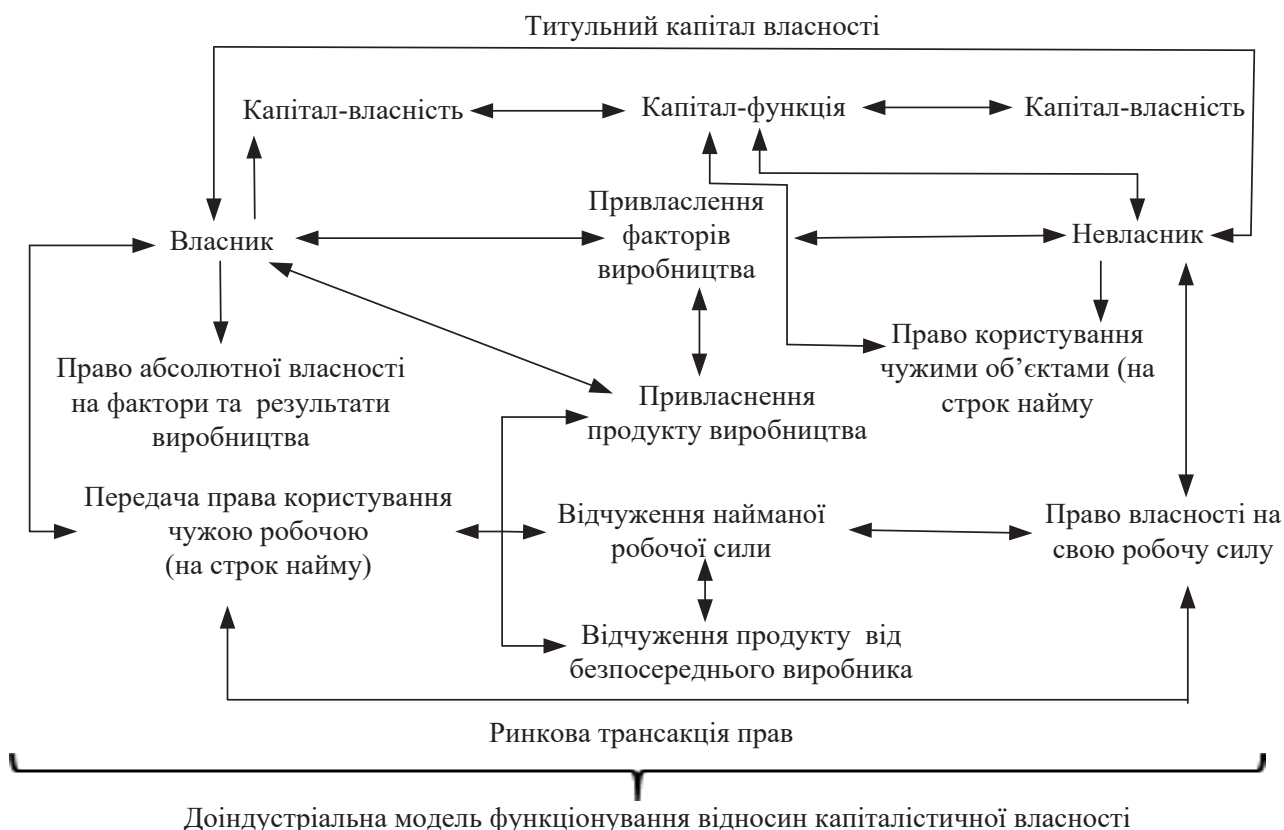 Титульний капітал власності
Капітал-власність
Капітал-функція
Капітал-власність
Власник
Привласлення
факторів
виробництва
Невласник
Право абсолютної власності
на фактори та результати
виробництва
Привласнення
продукту виробництва
Право користування
чужими об’єктами (на
строк найму
Передача права користування
чужою робочою
(на строк найму)
Відчуження найманої
робочої сили
Право власності на
свою робочу силу
Відчуження продукту від
безпосереднього виробника
Ринкова трансакція прав
Доіндустріальна модель функціонування відносин капіталістичної власності